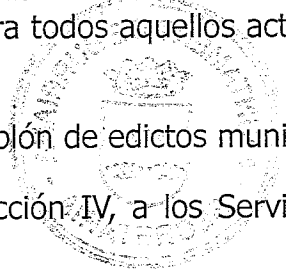 ra todos aquellos act
blón de edictos muni
cción IV, a los Servi